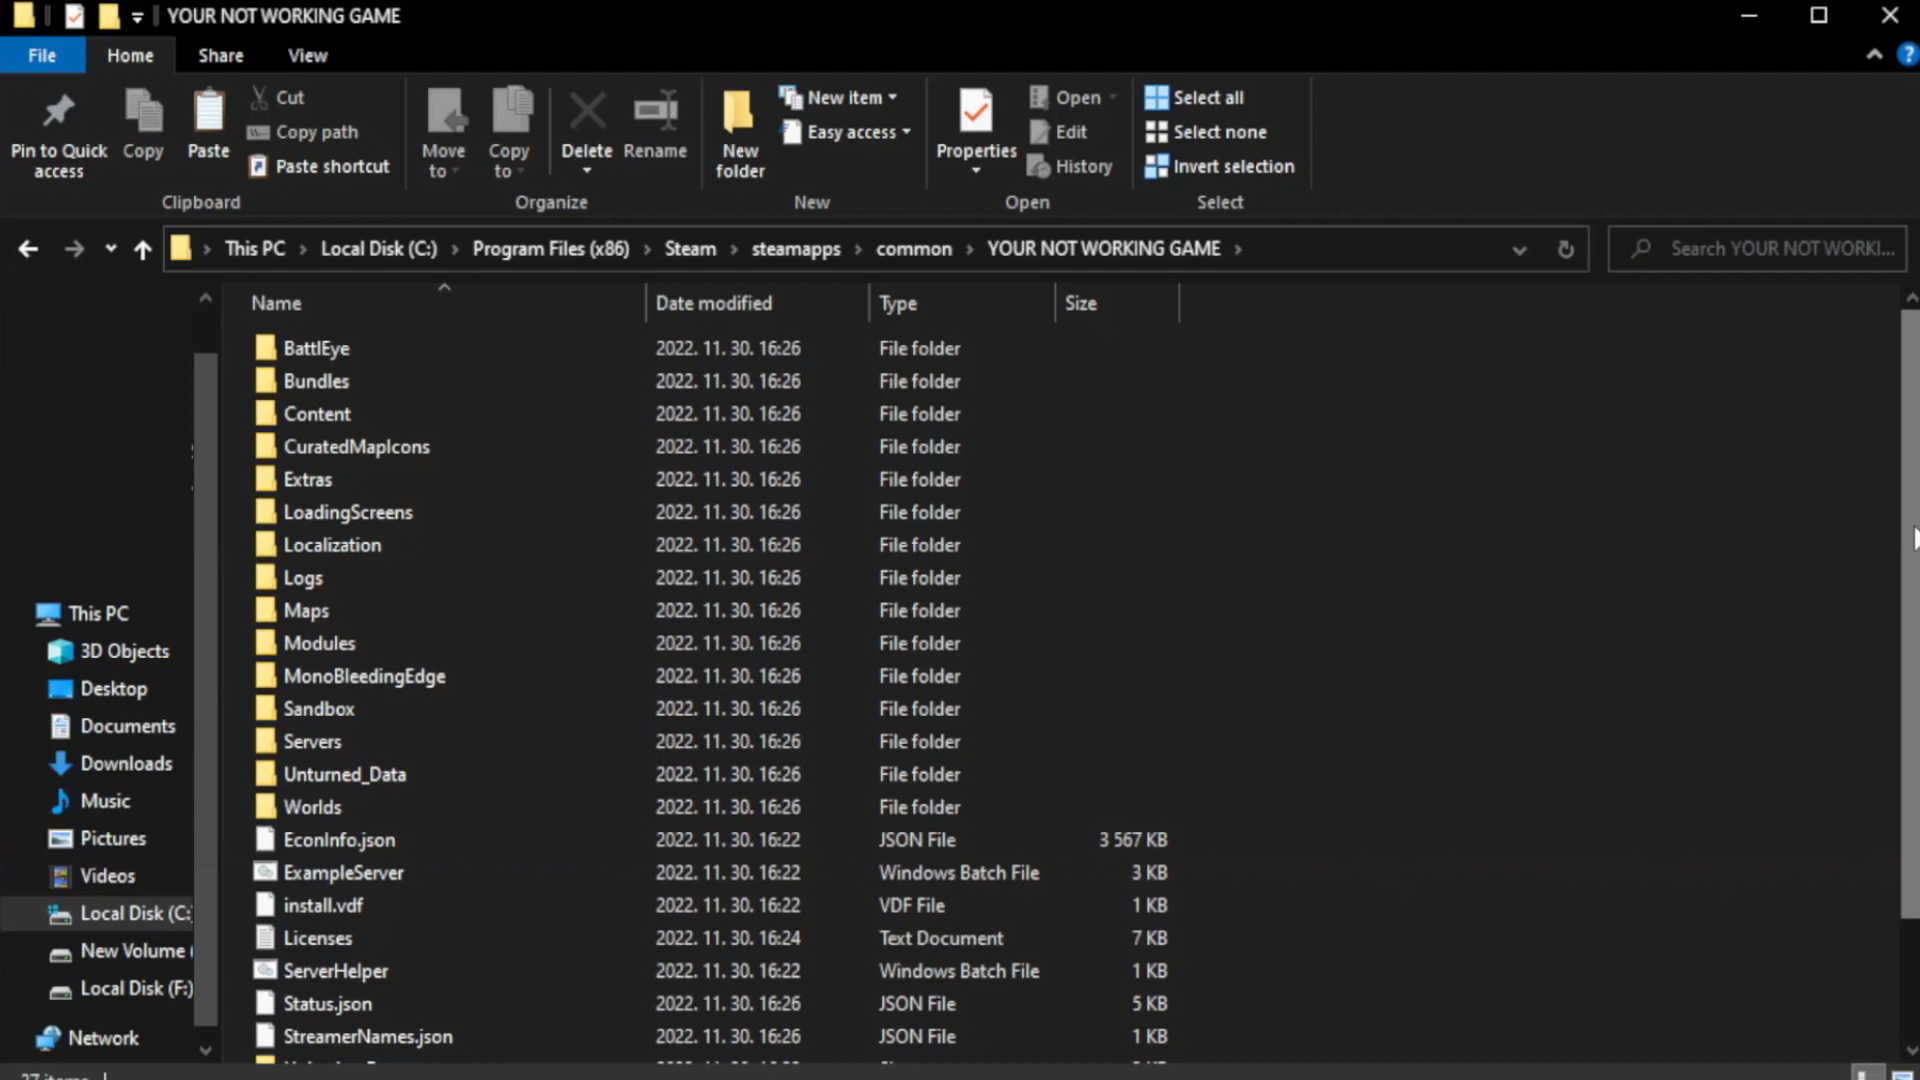 YOUR NOT WORKING GAME
File Home Share View
Pin to Quick access
Copy
Paste
Cut
Copy path
Paste shortcut
Clipboard
Move to
Copy to
Delete
Rename
Organize
New folder
New item
Easy access
New
Properties
Open
Edit
History
Open
Select all
Select none
Invert selection
Select
This PC > Local Disk (C:) > Program Files (x86) > Steam > steamapps > common > YOUR NOT WORKING GAME >
Search YOUR NOT WORKI...
Name Date modified Type Size
BattlEye 2022. 11. 30. 16:26 File folder
Bundles 2022. 11. 30. 16:26 File folder
Content 2022. 11. 30. 16:26 File folder
CuratedMapIcons 2022. 11. 30. 16:26 File folder
Extras 2022. 11. 30. 16:26 File folder
LoadingScreens 2022. 11. 30. 16:26 File folder
Localization 2022. 11. 30. 16:26 File folder
Logs 2022. 11. 30. 16:26 File folder
Maps 2022. 11. 30. 16:26 File folder
Modules 2022. 11. 30. 16:26 File folder
MonoBleedingEdge 2022. 11. 30. 16:26 File folder
Sandbox 2022. 11. 30. 16:26 File folder
Servers 2022. 11. 30. 16:26 File folder
Unturned_Data 2022. 11. 30. 16:26 File folder
Worlds 2022. 11. 30. 16:26 File folder
EconInfo.json 2022. 11. 30. 16:22 JSON File 3 567 KB
ExampleServer 2022. 11. 30. 16:22 Windows Batch File 3 KB
install.vdf 2022. 11. 30. 16:22 VDF File 1 KB
Licenses 2022. 11. 30. 16:24 Text Document 7 KB
ServerHelper 2022. 11. 30. 16:22 Windows Batch File 1 KB
Status.json 2022. 11. 30. 16:26 JSON File 5 KB
StreamerNames.json 2022. 11. 30. 16:26 JSON File 1 KB
This PC
3D Objects
Desktop
Documents
Downloads
Music
Pictures
Videos
Local Disk (C:
New Volume (
Local Disk (F:)
Network